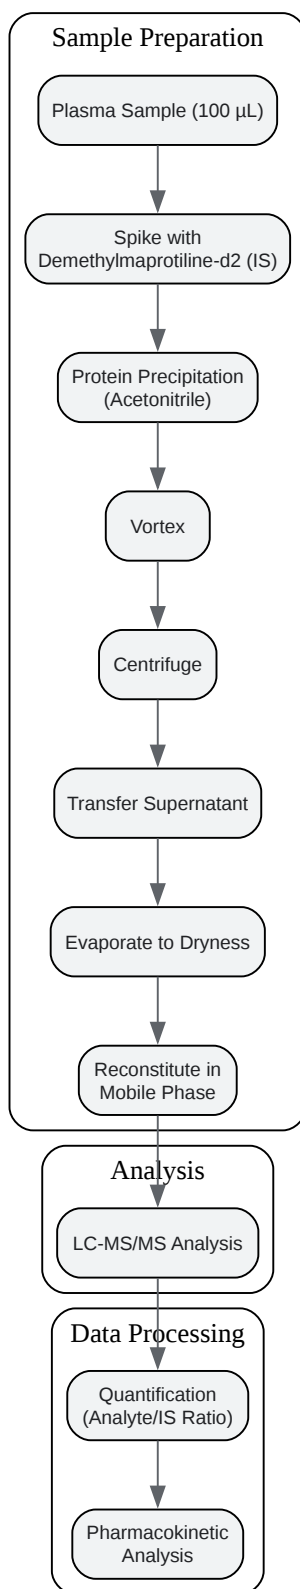 Sample Preparation
Plasma Sample (100 µL)
Spike with
Demethylmaprotiline-d2 (IS)
Protein Precipitation
(Acetonitrile)
Vortex
Centrifuge
Transfer Supernatant
Evaporate to Dryness
Reconstitute in
Mobile Phase
Analysis
LC-MS/MS Analysis
Data Processing
Quantification
(Analyte/IS Ratio)
Pharmacokinetic
Analysis